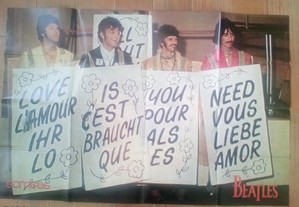 LOVE
L'AMOUR
IHR
LO
IS
C'EST
BRAUCHT
QUE
YOU
POUR
ALS
ES
NEED
VOUS
LIEBE
AMOR
BEATLES